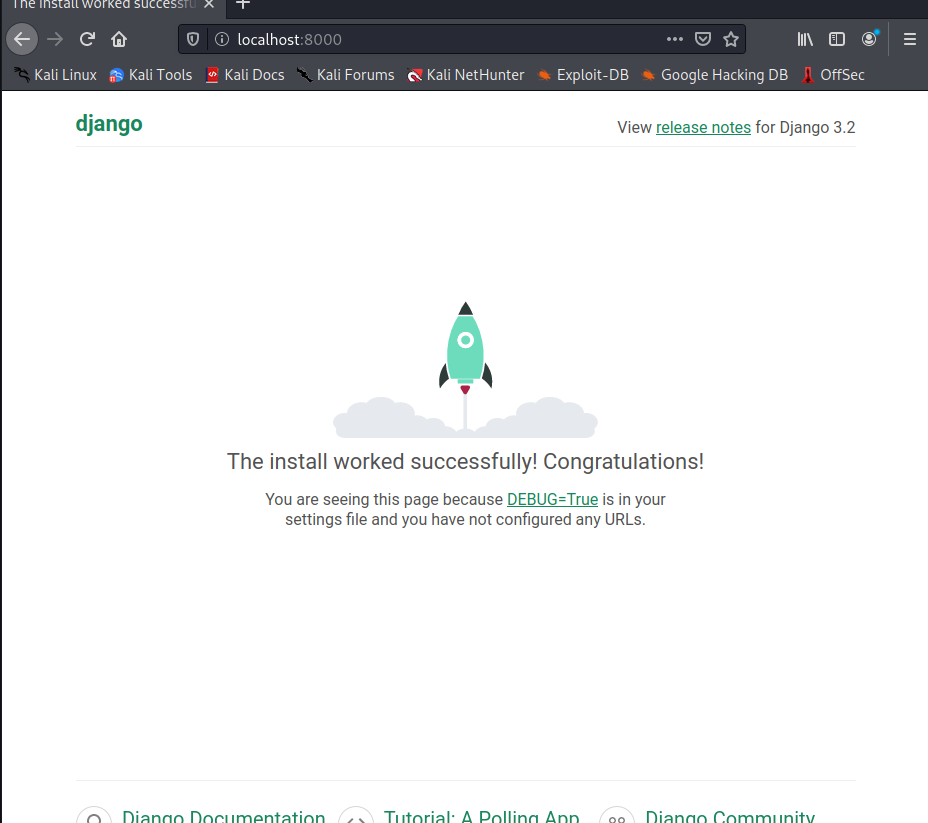 The install worked successfu
localhost:8000
Kali Linux Kali Tools Kali Docs Kali Forums Kali NetHunter Exploit-DB Google Hacking DB OffSec
django
View release notes for Django 3.2
The install worked successfully! Congratulations!
You are seeing this page because DEBUG=True is in your
settings file and you have not configured any URLs.
Django Documentation Tutorial: A Polling App Django Community